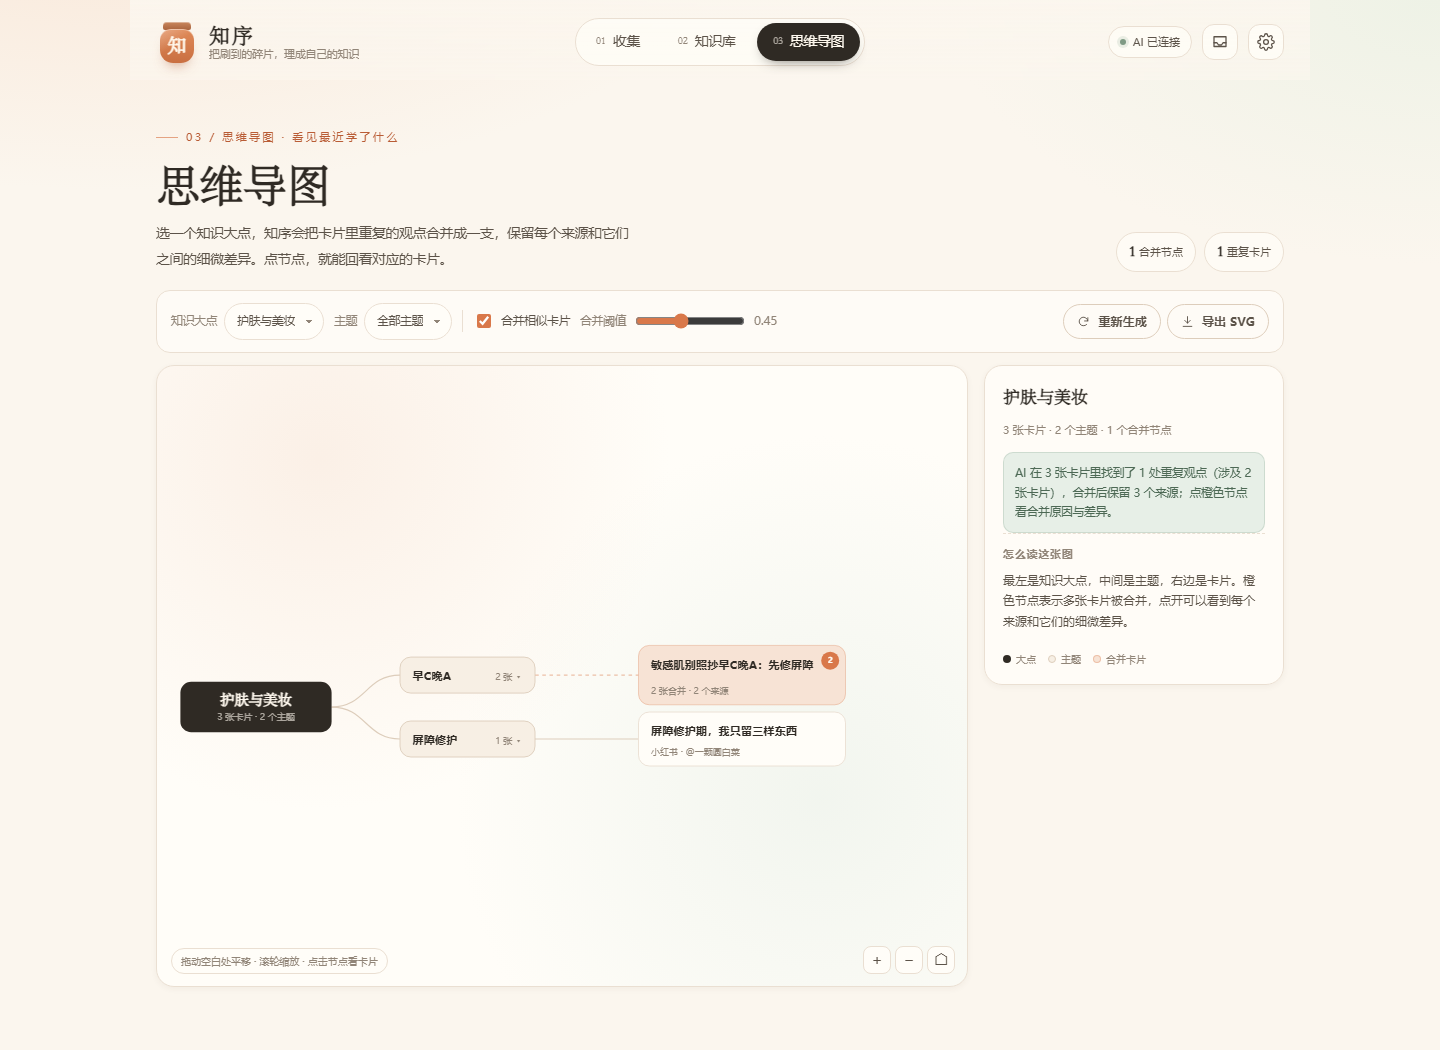 知
知序
把刷到的碎片，理成自己的知识
01 收集
02 知识库
03 思维导图
AI 已连接
03 / 思维导图 · 看见最近学了什么
思维导图
选一个知识大点，知序会把卡片里重复的观点合并成一支，保留每个来源和它们
之间的细微差异。点节点，就能回看对应的卡片。
1 合并节点
1 重复卡片
知识大点
护肤与美妆
主题
全部主题
合并相似卡片
合并阈值
0.45
重新生成
导出 SVG
护肤与美妆
3 张卡片 · 2 个主题
早C晚A
2 张
屏障修护
1 张
敏感肌别照抄早C晚A：先修屏障
2
2 张合并 · 2 个来源
屏障修护期，我只留三样东西
小红书 · @一颗圆白菜
拖动空白处平移 · 滚轮缩放 · 点击节点看卡片
+
−
护肤与美妆
3 张卡片 · 2 个主题 · 1 个合并节点
AI 在 3 张卡片里找到了 1 处重复观点（涉及 2
张卡片），合并后保留 3 个来源；点橙色节点
看合并原因与差异。
怎么读这张图
最左是知识大点，中间是主题，右边是卡片。橙
色节点表示多张卡片被合并，点开可以看到每个
来源和它们的细微差异。
大点
主题
合并卡片